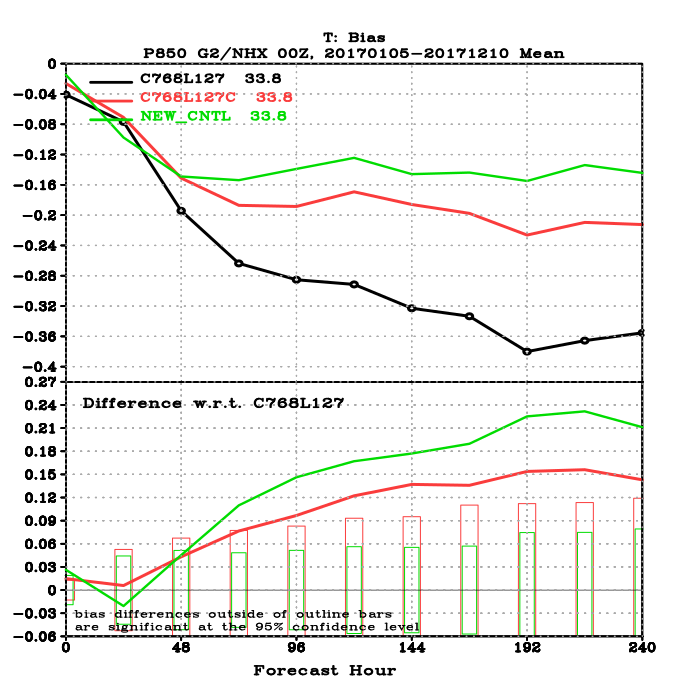 T: Bias
P850 G2/NHX 00Z, 20170105-20171210 Mean
0
-0.04
-0.08
-0.12
-0.16
-0.2
-0.24
-0.28
-0.32
-0.36
-0.4
C768L127 33.8
C768L127C 33.8
NEW_CNTL 33.8
0.27
0.24
0.21
0.18
0.15
0.12
0.09
0.06
0.03
0
-0.03
-0.06
Difference w.r.t. C768L127
bias differences outside of outline bars
are significant at the 95% confidence level
0 48 96 144 192 240
Forecast Hour